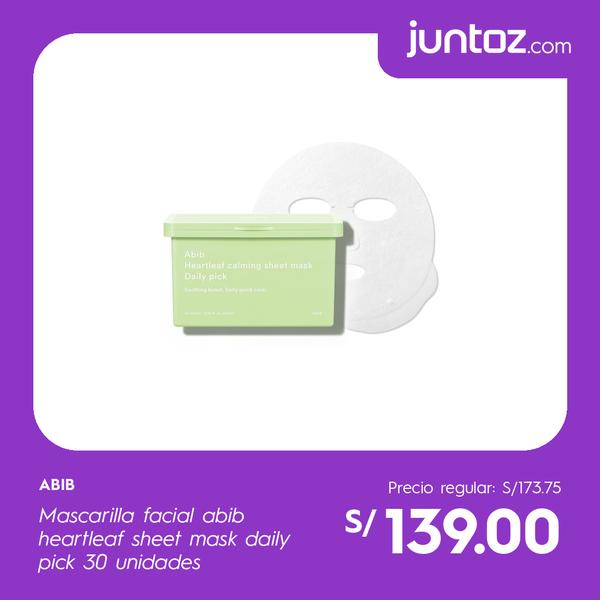 juntoz.com
Abib
Heartleaf calming sheet mask
Daily pick
ABIB
Mascarilla facial abib
heartleaf sheet mask daily
pick 30 unidades
Precio regular: S/173.75
S/139.00